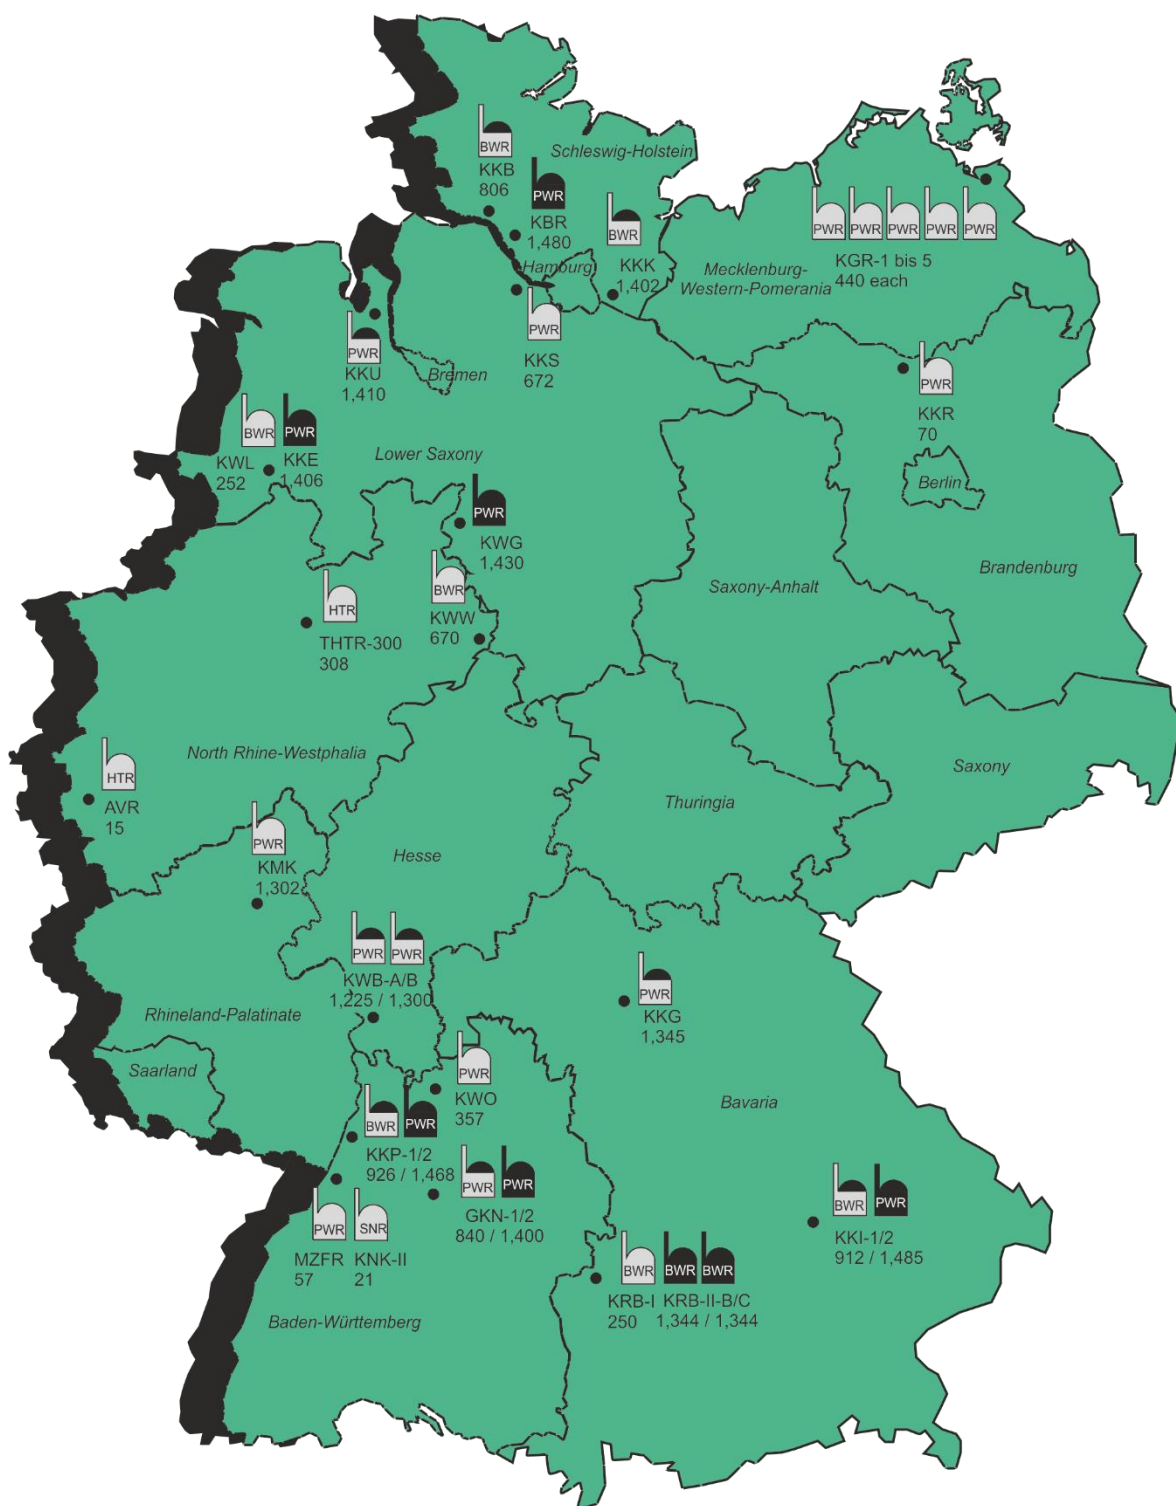 BWR
KKB
806
Schleswig-Holstein
PWR
KBR
1,480
BWR
KKK
1,402
Hamburg
PWR PWR PWR PWR PWR
KGR-1 bis 5
440 each
Mecklenburg-
Western-Pomerania
PWR
KKS
672
PWR
KKU
1,410
Bremen
PWR
KKR
70
BWR PWR
KWL KKE
252 1,406
Lower Saxony
Berlin
PWR
KWG
1,430
Brandenburg
Saxony-Anhalt
BWR
KWW
670
HTR
THTR-300
308
North Rhine-Westphalia
HTR
AVR
15
Saxony
Thuringia
PWR
KMK
1,302
Hesse
PWR PWR
KWB-A/B
1,225 / 1,300
PWR
KKG
1,345
Rhineland-Palatinate
Saarland
PWR
KWO
357
Bavaria
BWR PWR
KKP-1/2
926 / 1,468
PWR PWR
GKN-1/2
840 / 1,400
BWR PWR
KKI-1/2
912 / 1,485
PWR SNR
MZFR KNK-II
57 21
BWR BWR BWR
KRB-I KRB-II-B/C
250 1,344 / 1,344
Baden-Württemberg